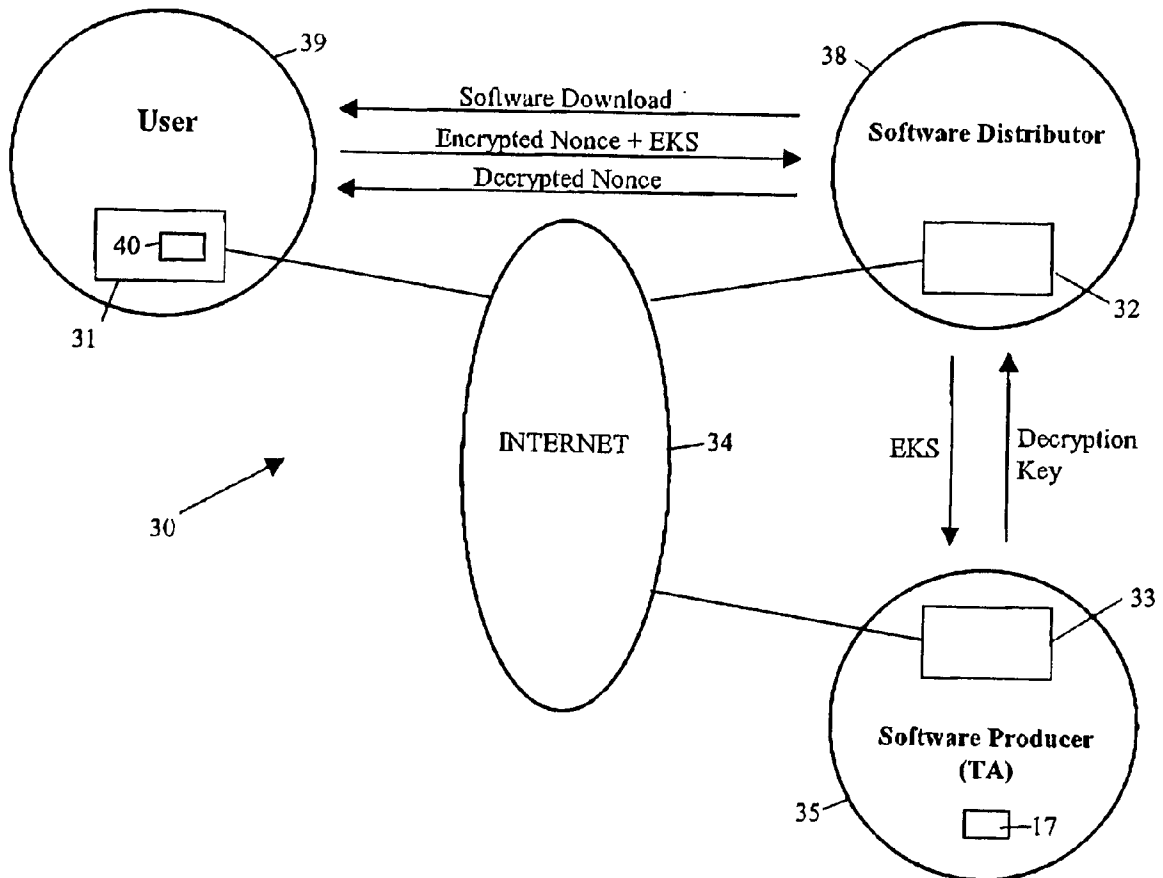 39
User
40
31
Software Download
Encrypted Nonce + EKS
Decrypted Nonce
38
Software Distributor
32
INTERNET
34
30
EKS
Decryption
Key
33
Software Producer
(TA)
35
17